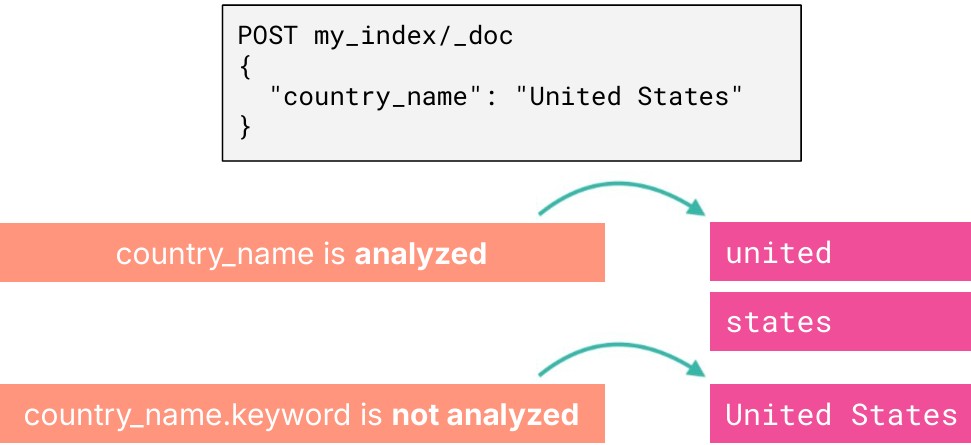 POST my_index/_doc
{
  "country_name": "United States"
}
country_name is analyzed
united
states
country_name.keyword is not analyzed
United States